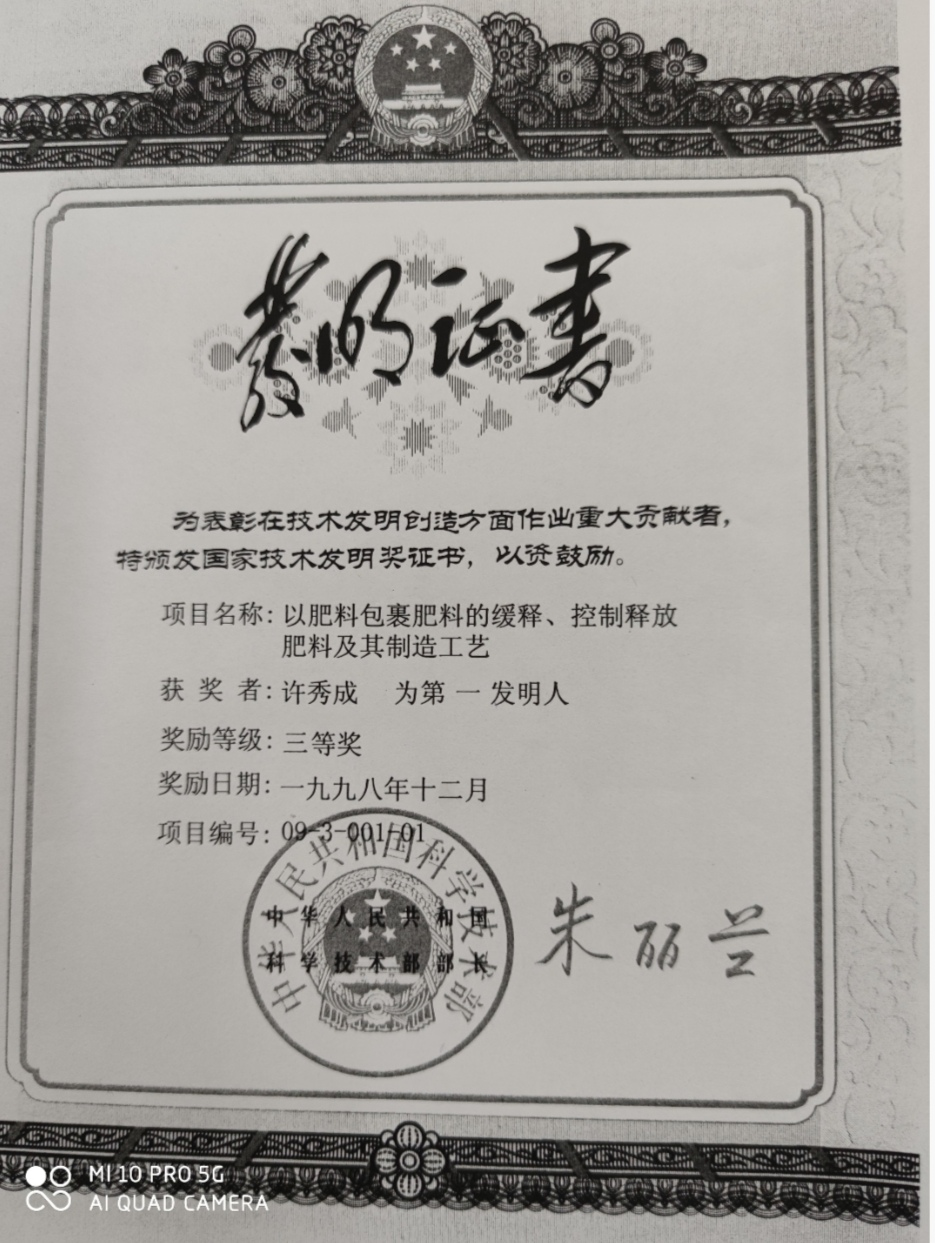 发明证书
为表彰在技术发明创造方面作出重大贡献者，
特颁发国家技术发明奖证书，以资鼓励。
项目名称：以肥料包裹肥料的缓释、控制释放
肥料及其制造工艺
获奖者：许秀成 为第一发明人
奖励等级：三等奖
奖励日期：一九九八年十二月
项目编号：09-3-001-01
中华人民共和国科学技术部
中华人民共和国
科学技术部部长
朱丽兰
MI 10 PRO 5G
AI QUAD CAMERA